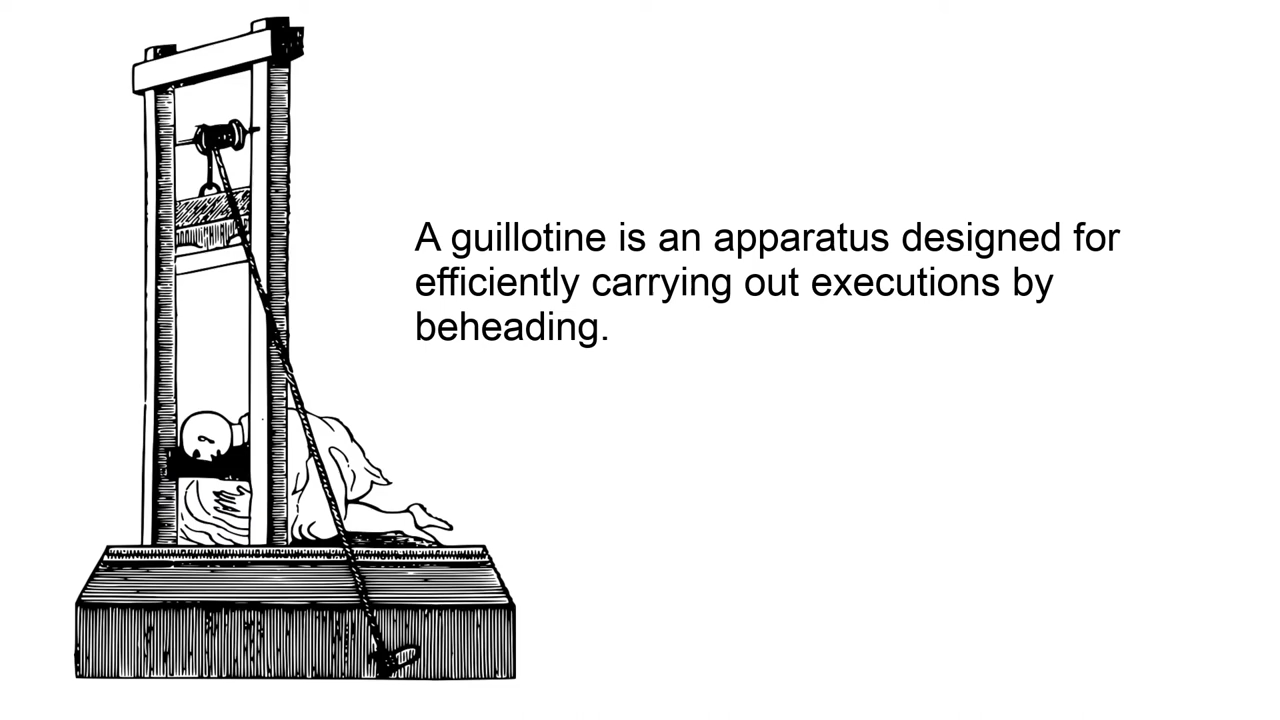 A guillotine is an apparatus designed for
efficiently carrying out executions by
beheading.